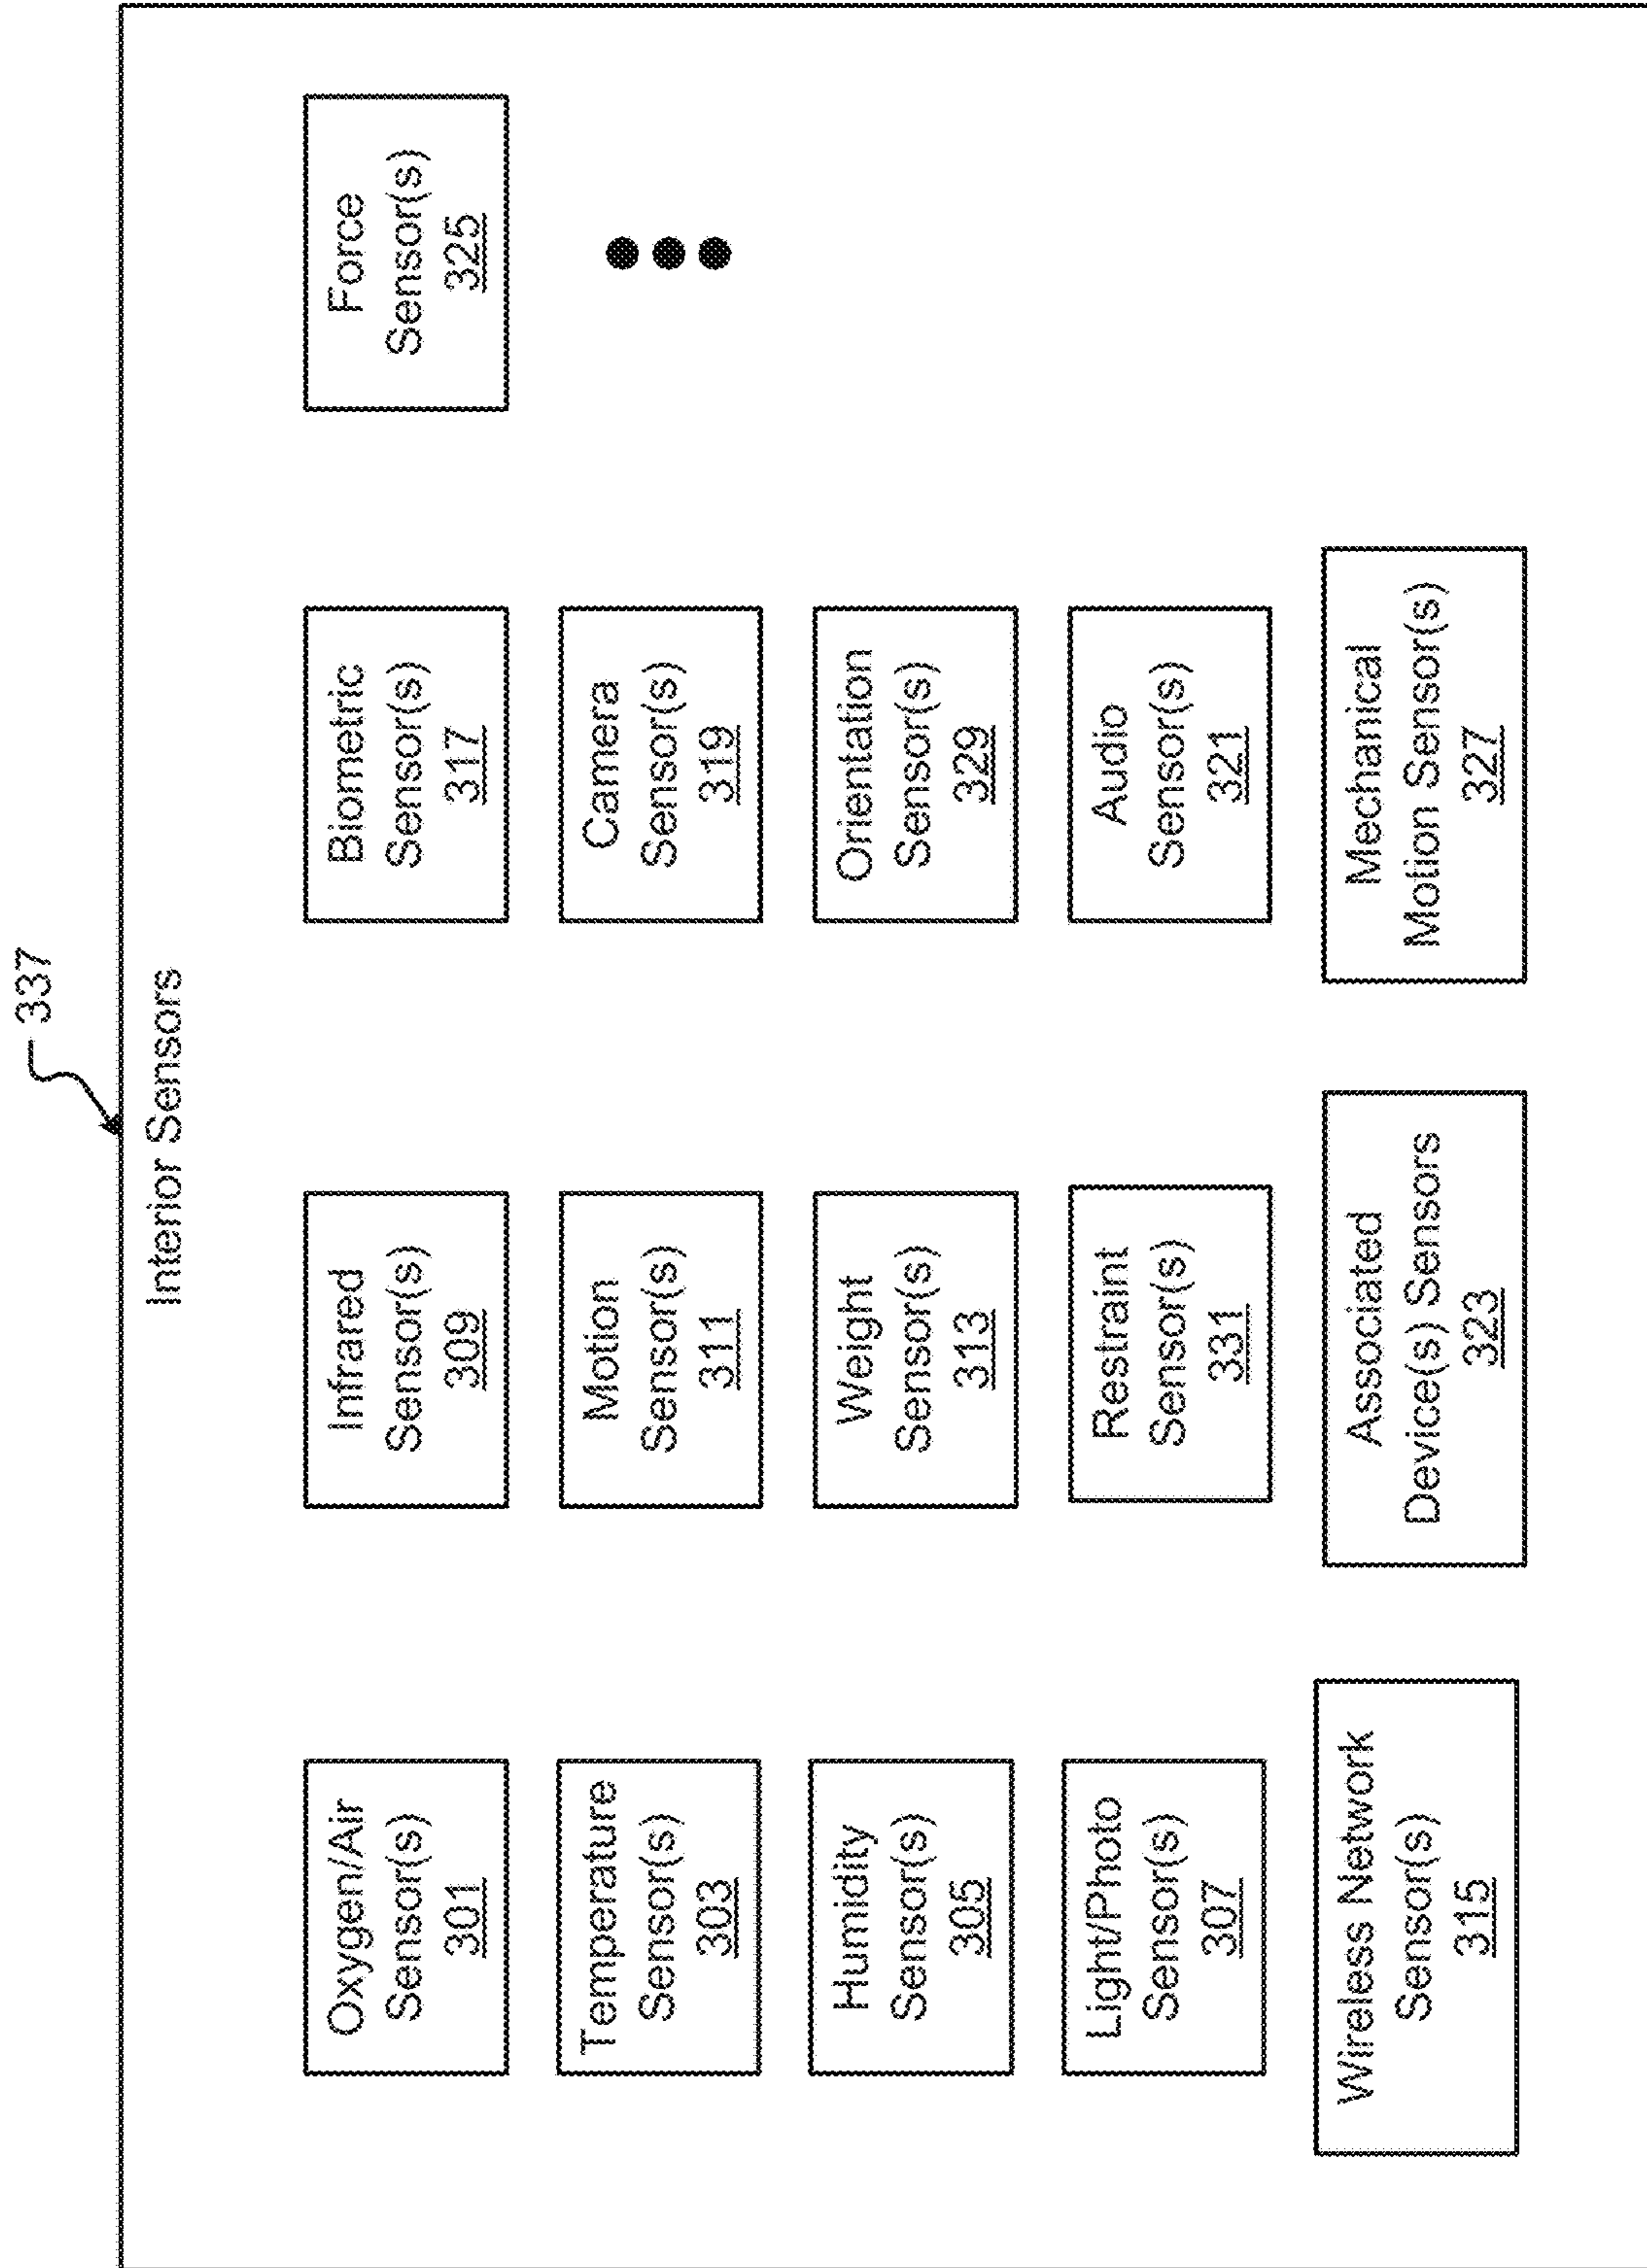 337
Interior Sensors
Oxygen/Air
Sensor(s)
301
Temperature
Sensor(s)
303
Humidity
Sensor(s)
305
Light/Photo
Sensor(s)
307
Wireless Network
Sensor(s)
315
Infrared
Sensor(s)
309
Motion
Sensor(s)
311
Weight
Sensor(s)
313
Restraint
Sensor(s)
331
Associated
Device(s) Sensors
323
Biometric
Sensor(s)
317
Camera
Sensor(s)
319
Orientation
Sensor(s)
329
Audio
Sensor(s)
321
Mechanical
Motion Sensor(s)
327
Force
Sensor(s)
325